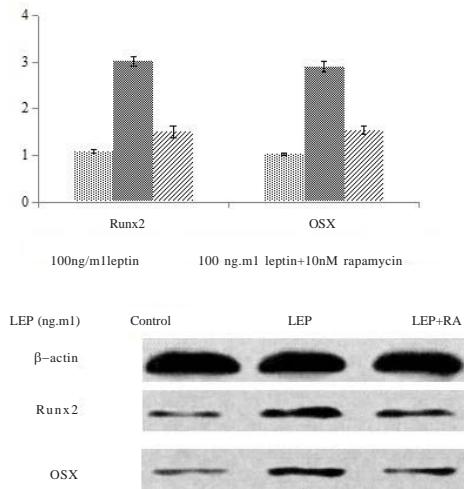 4
3
2
1
0
Runx2 OSX
100ng/m1leptin 100 ng.m1 leptin+10nM rapamycin
LEP (ng.m1) Control LEP LEP+RA
β–actin
Runx2
OSX